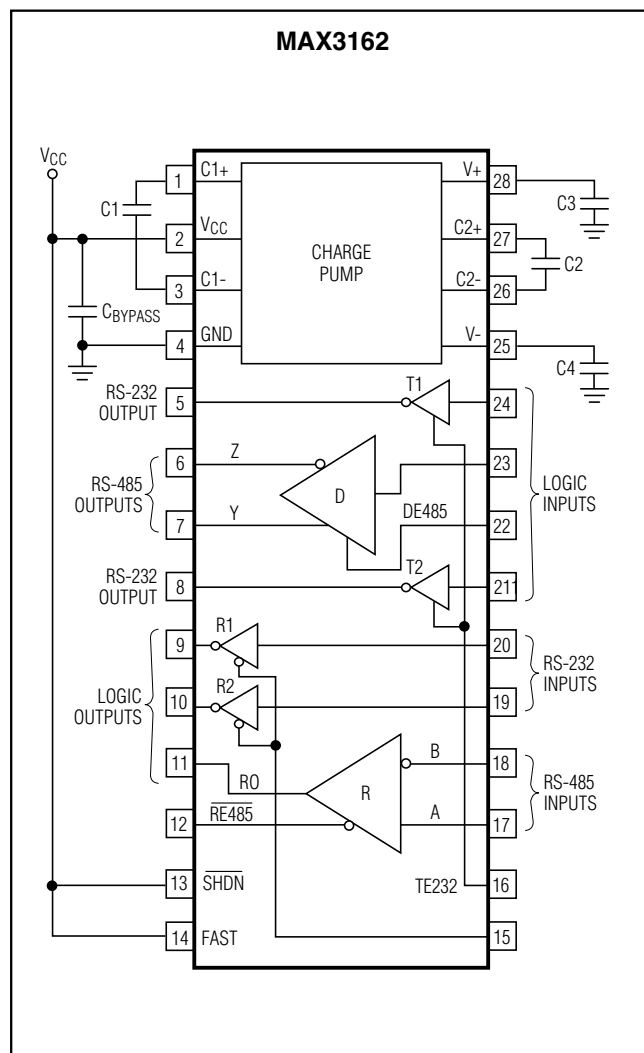 MAX3162
VCC
1
C1+
V+
28
C1
C3
2
VCC
C2+
27
CHARGE
PUMP
C2
3
C1-
C2-
26
CBYPASS
4
GND
V-
25
C4
RS-232
OUTPUT
5
T1
24
6
Z
23
RS-485
OUTPUTS
D
LOGIC
INPUTS
7
Y
DE485
22
RS-232
OUTPUT
8
T2
211
9
R1
20
RS-232
INPUTS
LOGIC
OUTPUTS
10
R2
19
11
RO
R
B
18
RS-485
INPUTS
12
RE485
A
17
13
SHDN
TE232
16
14
FAST
15